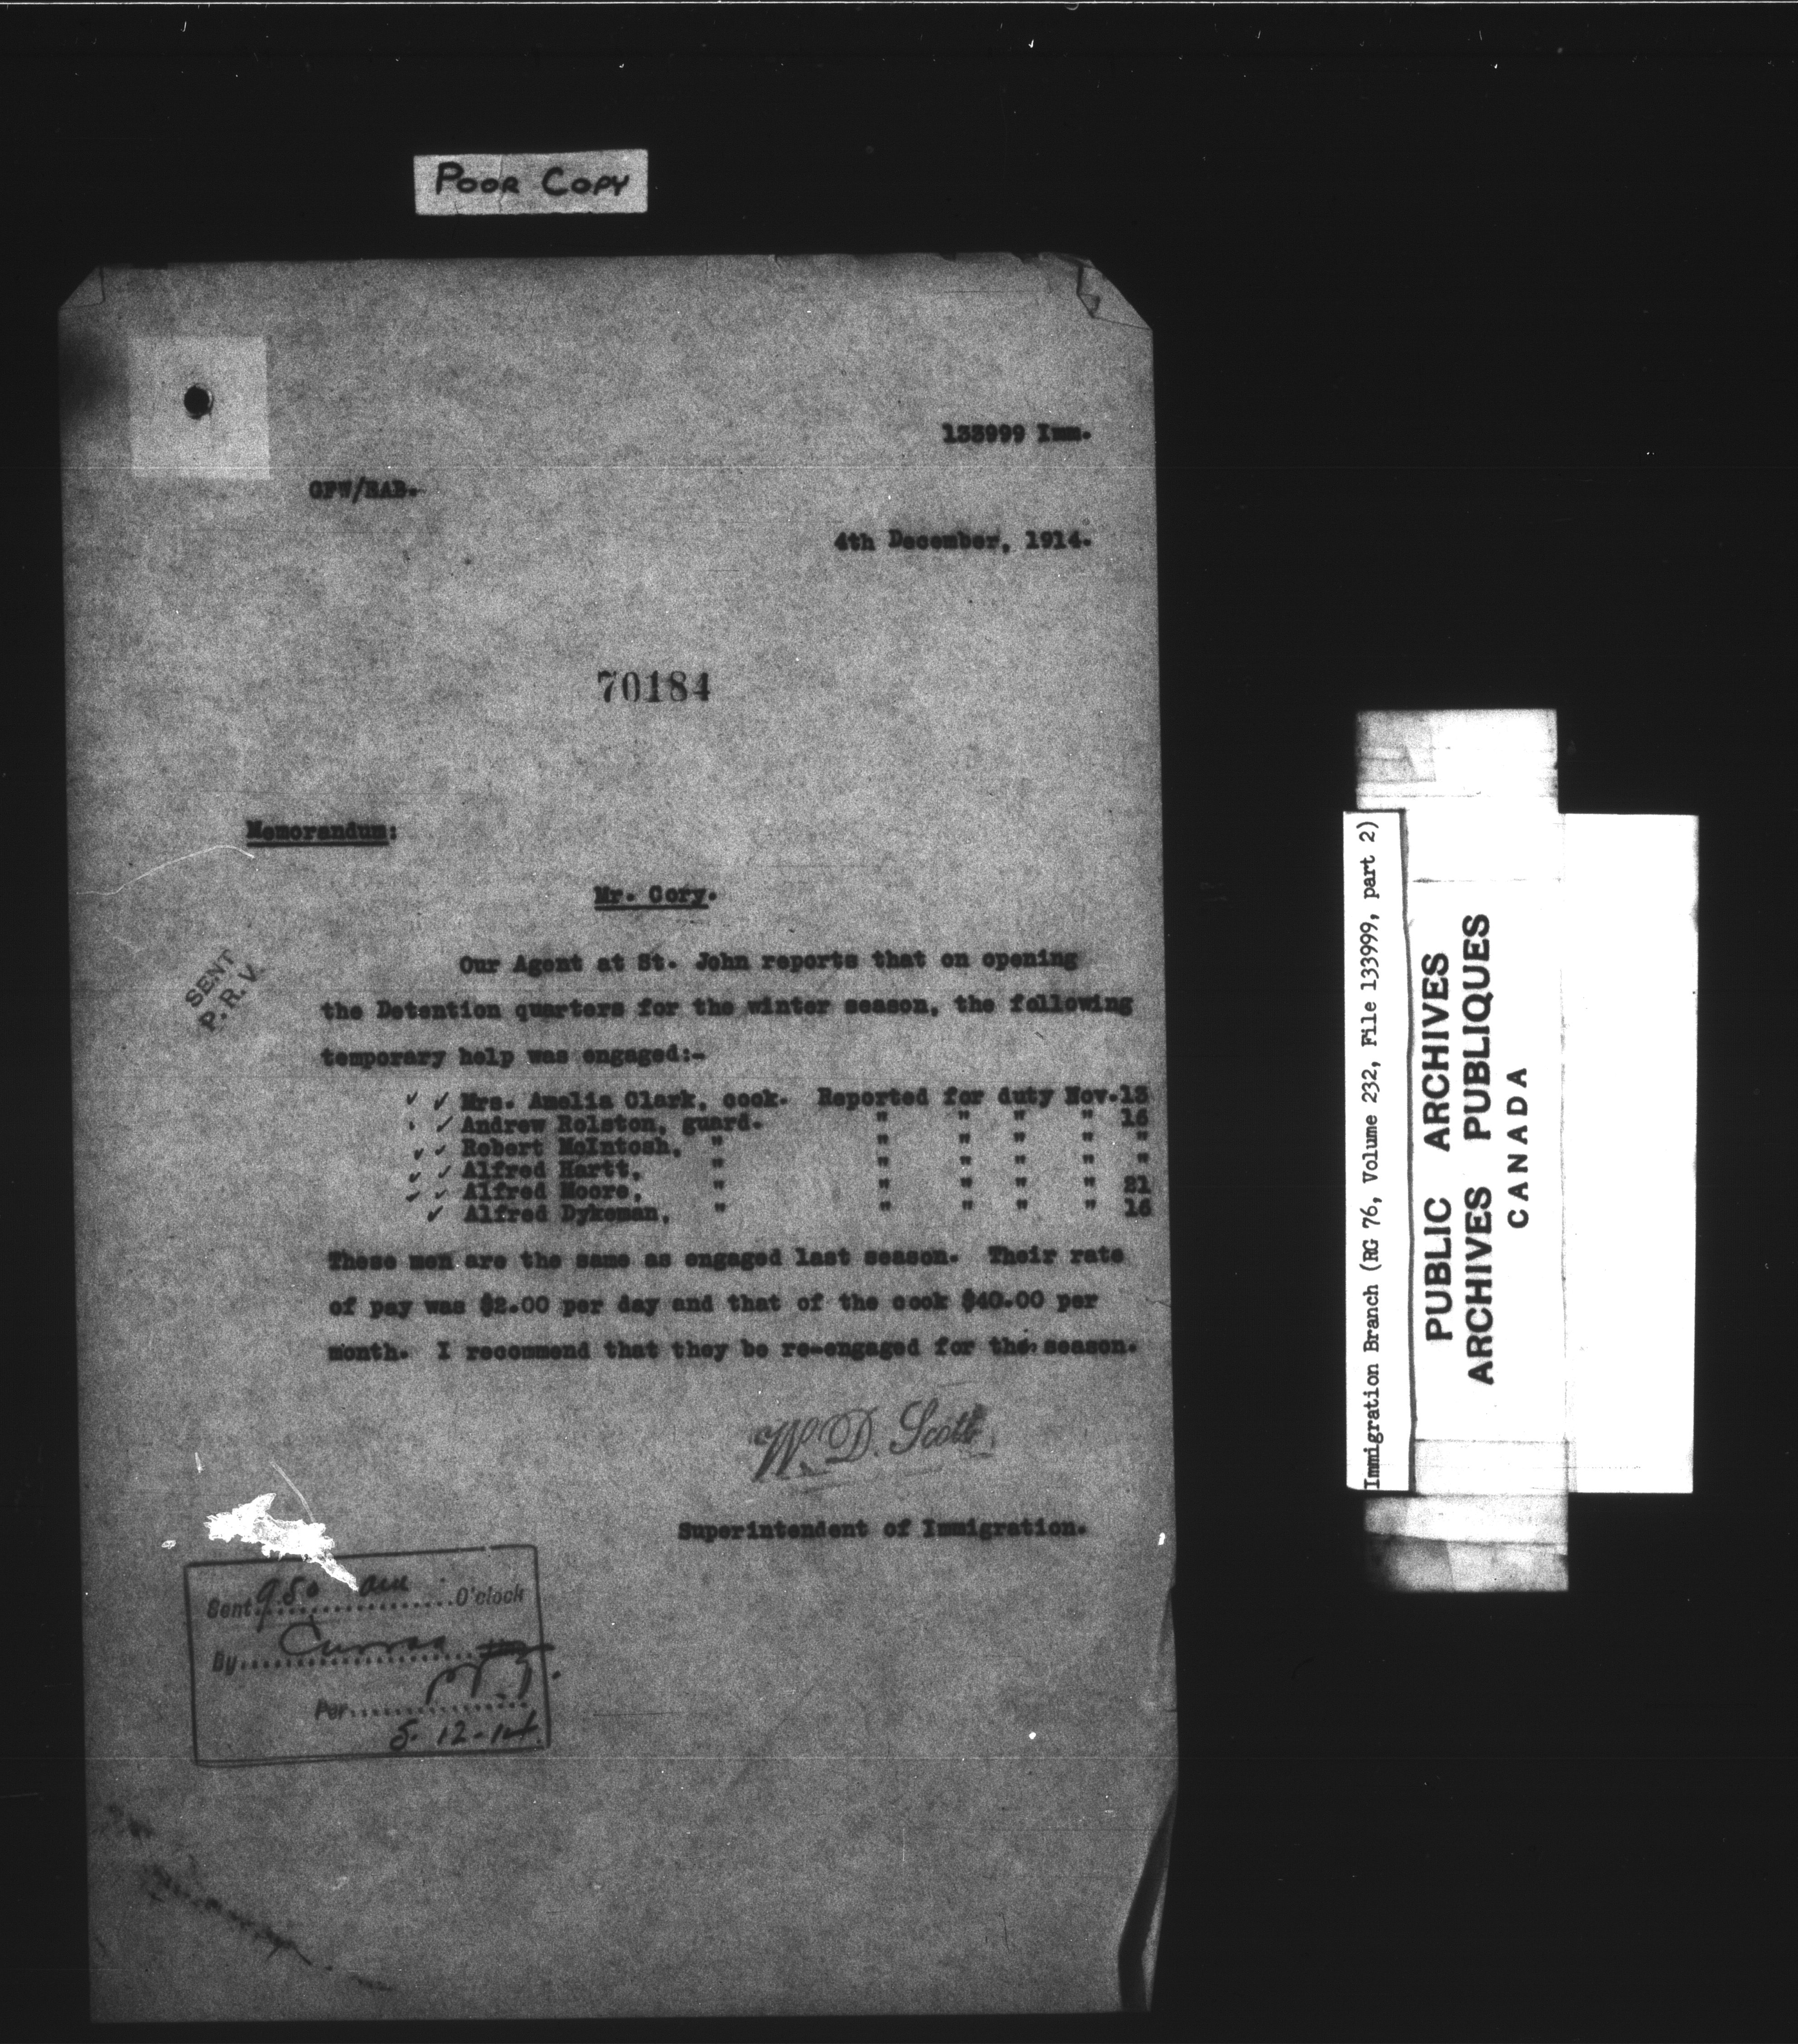 POOR COPY
133999 Imm.
GFW/RAB.
4th December, 1914.
70184
Memorandum:
Mr. Cory.
SENT
P.R.V.
Our Agent at St. John reports that on opening
the Detention quarters for the winter season, the following
temporary help was engaged:-
✓ ✓ Mrs. Amelia Clark, cook. Reported for duty Nov.13
✓ Andrew Rolston, guard. " " " " 16
✓ ✓ Robert McIntosh, " " " " " "
✓ ✓ Alfred Hartt, " " " " " "
✓ ✓ Alfred Moore, " " " " " 21
✓ Alfred Dykeman, " " " " " 16
These men are the same as engaged last season. Their rate
of pay was $2.00 per day and that of the cook $40.00 per
month. I recommend that they be re-engaged for the season.
W. D. Scott
Superintendent of Immigration.
Sent 9.50 am O'clock
By Curran
Per
5-12-14.
Immigration Branch (RG 76, Volume 232, File 133999, part 2)
PUBLIC ARCHIVES
ARCHIVES PUBLIQUES
CANADA